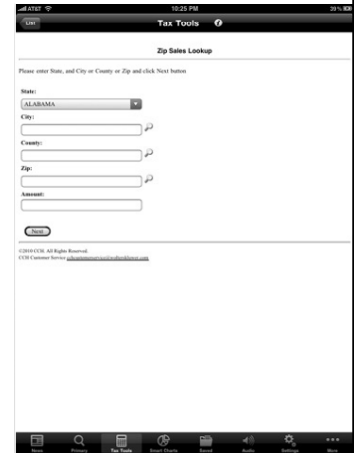 AT&T 10:25 PM 39%
List Tax Tools
Zip Sales Lookup
Please enter State, and City or County or Zip and click Next button
State:
ALABAMA
City:
County:
Zip:
Amount:
Next
©2010 CCH. All Rights Reserved.
CCH Customer Service
News Primary Tax Tools Smart Charts Saved Audio Settings More